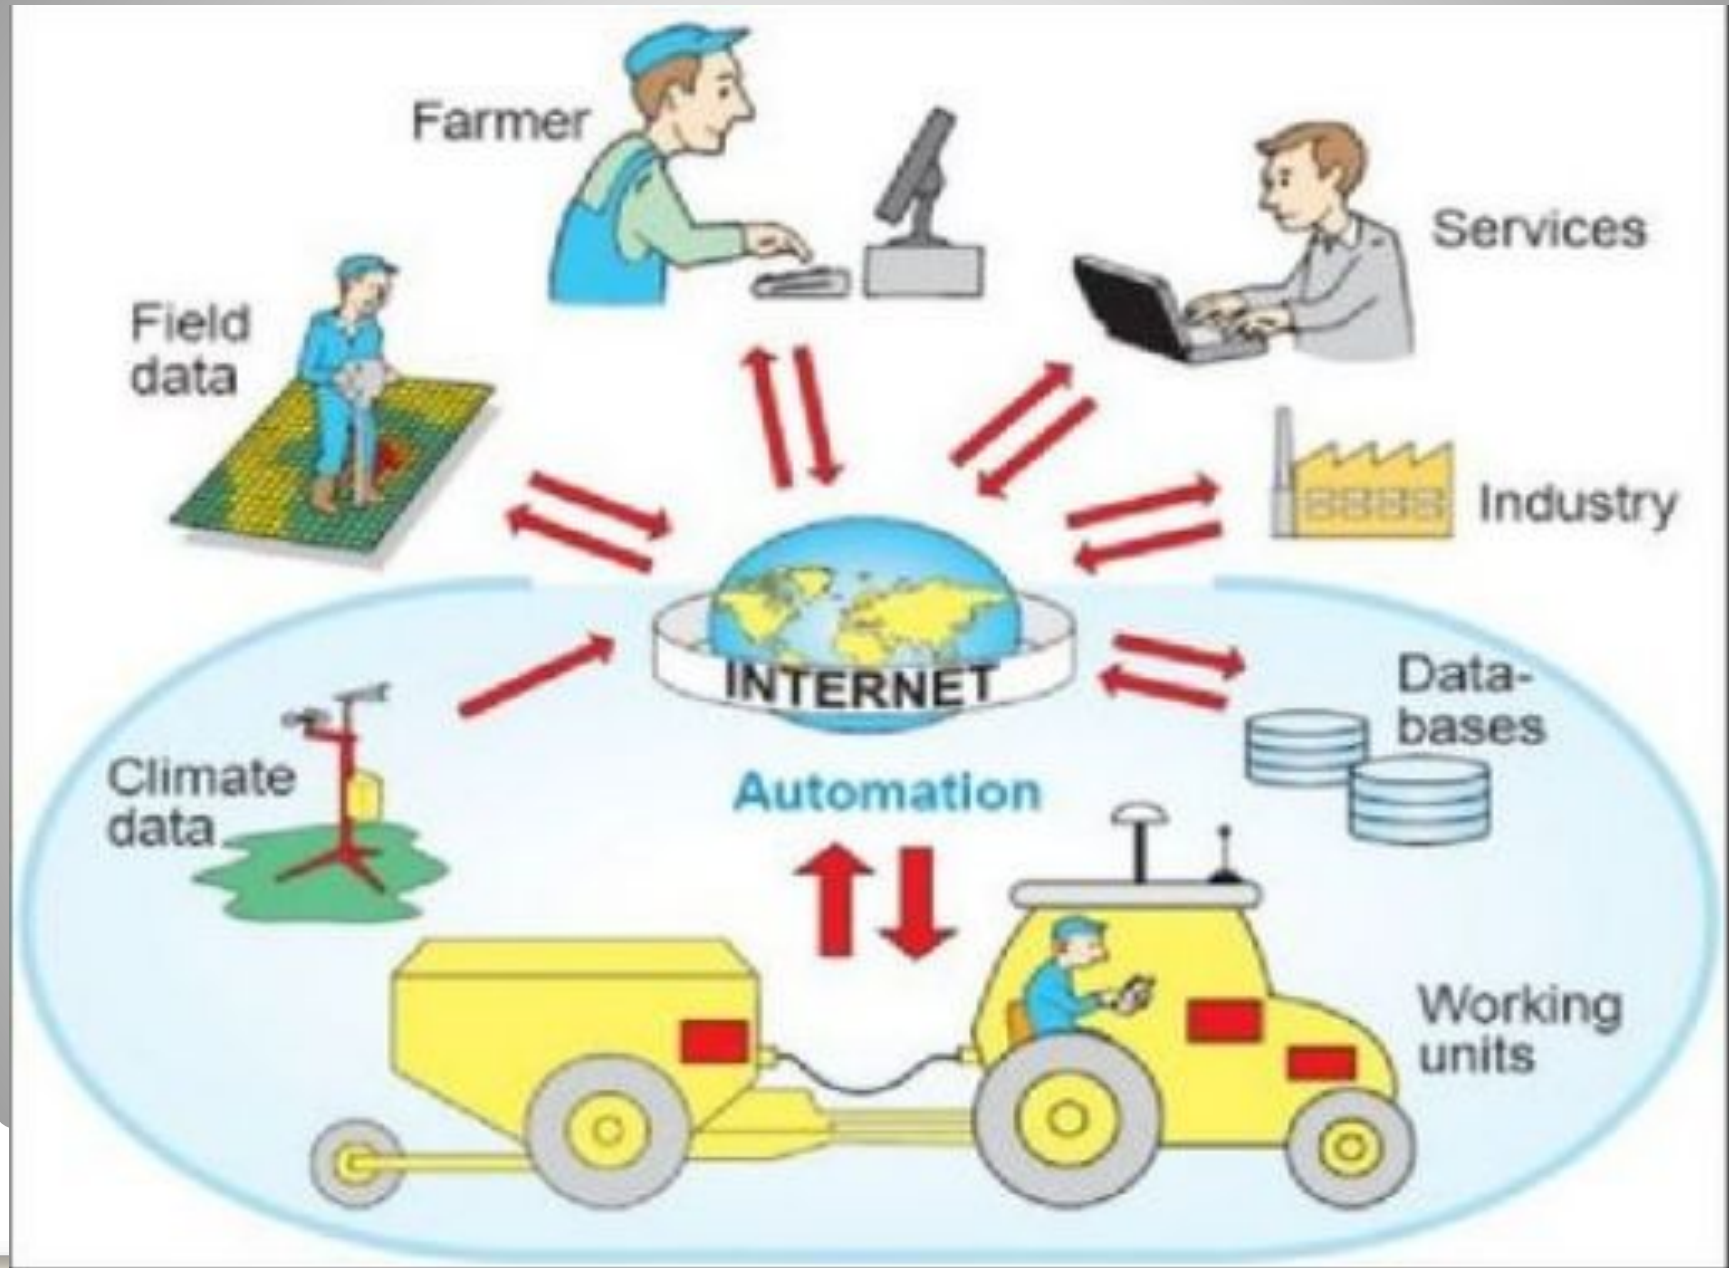 Farmer
Services
Field
data
Industry
INTERNET
Data-
bases
Climate
data
Automation
Working
units